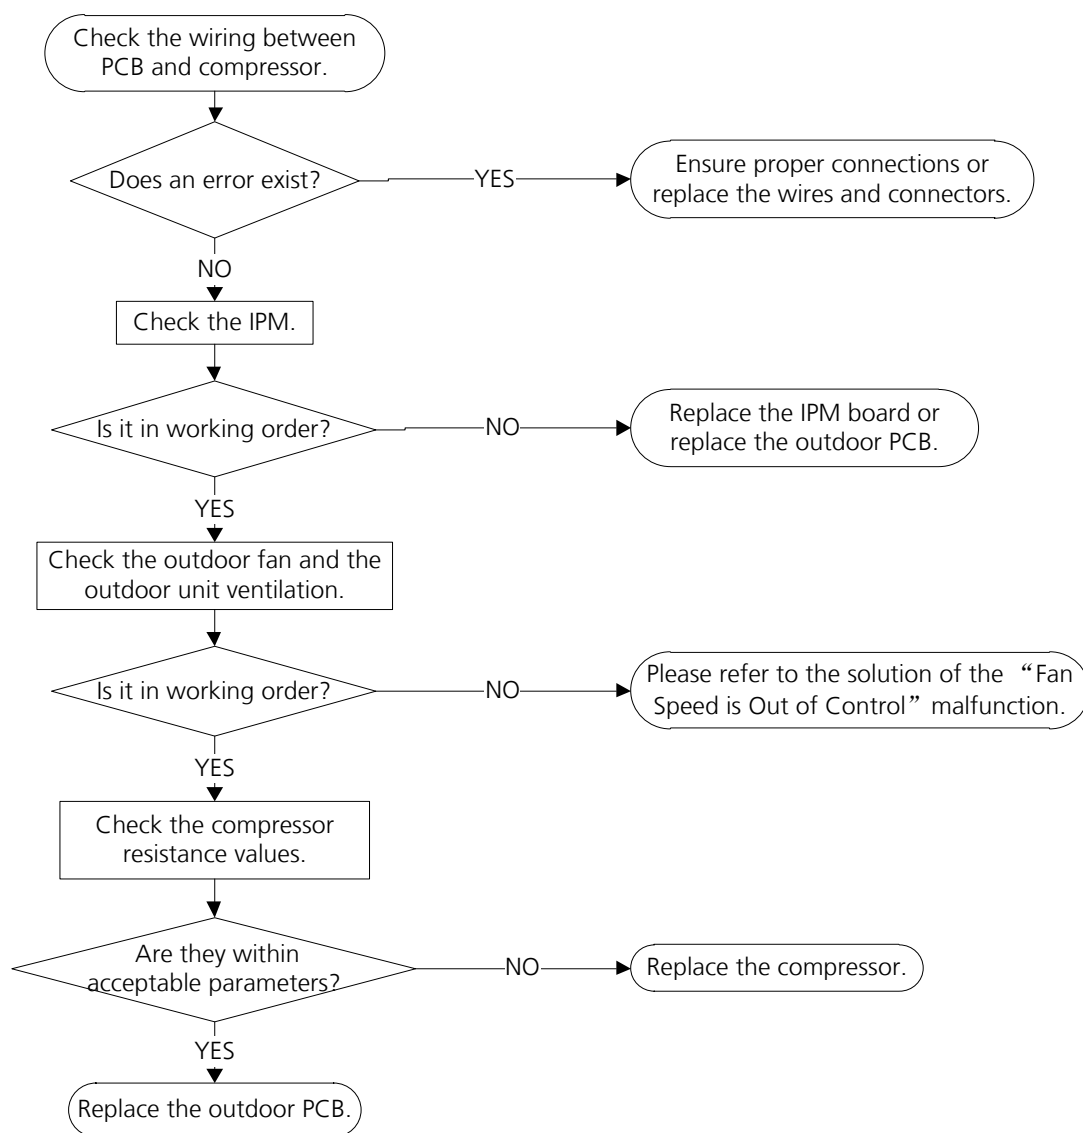 Check the wiring between
PCB and compressor.
Does an error exist?
YES
Ensure proper connections or
replace the wires and connectors.
NO
Check the IPM.
Is it in working order?
NO
Replace the IPM board or
replace the outdoor PCB.
YES
Check the outdoor fan and the
outdoor unit ventilation.
Is it in working order?
NO
Please refer to the solution of the “Fan
Speed is Out of Control” malfunction.
YES
Check the compressor
resistance values.
Are they within
acceptable parameters?
NO
Replace the compressor.
YES
Replace the outdoor PCB.